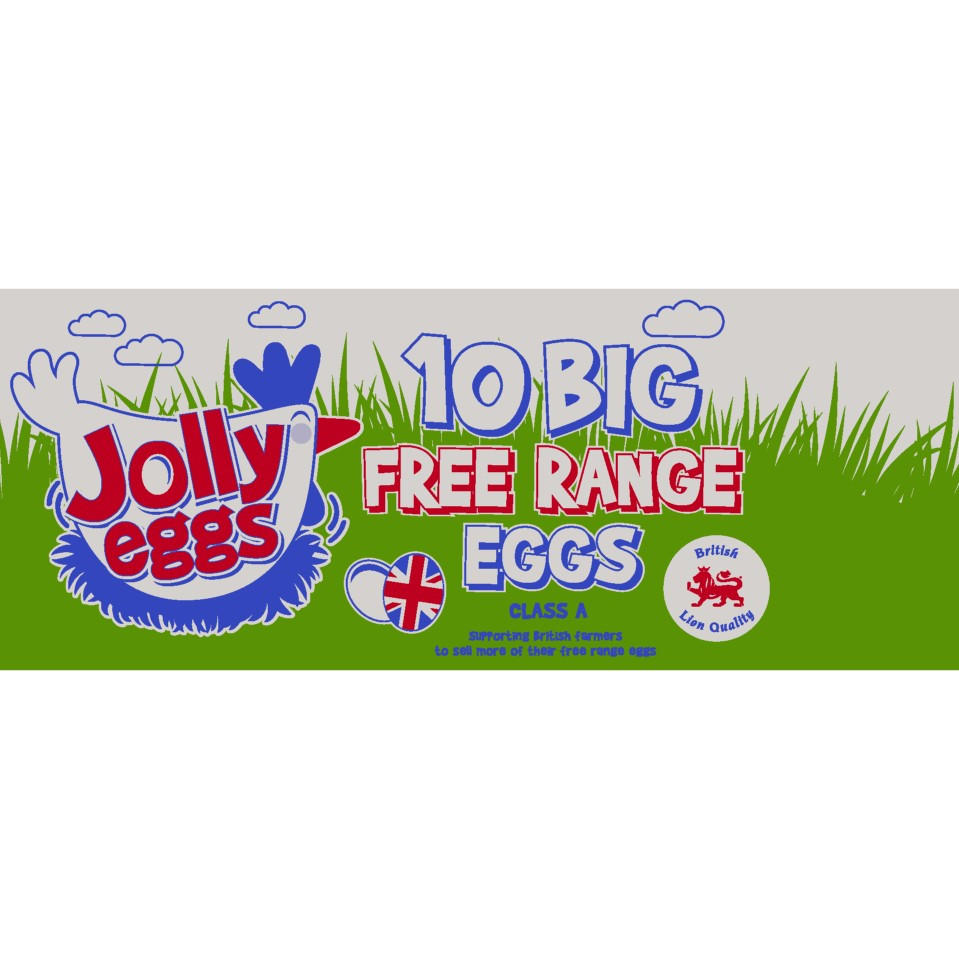 Jolly
eggs
10 BIG
FREE RANGE
EGGS
CLASS A
Supporting British farmers
to sell more of their free range eggs
British
Lion Quality